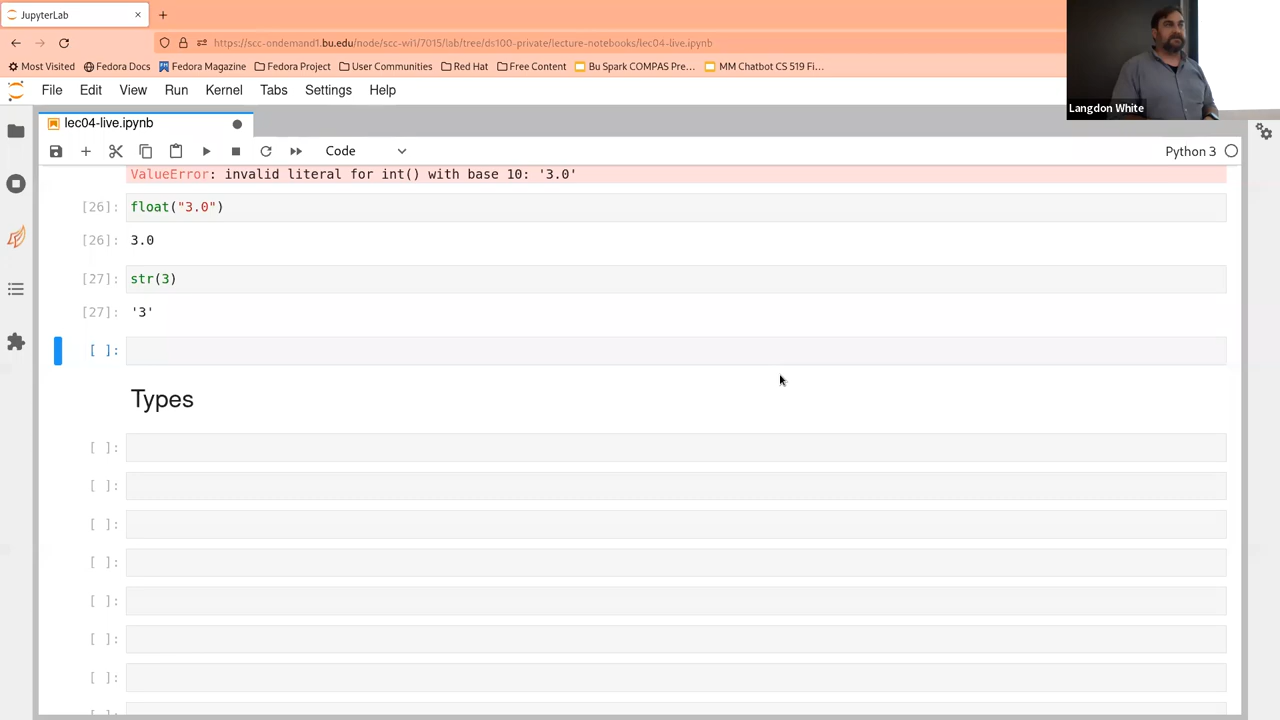 JupyterLab
https://scc-ondemand1.bu.edu/node/scc-wi1/7015/lab/tree/ds100-private/lecture-notebooks/lec04-live.ipynb
Most Visited Fedora Docs Fedora Magazine Fedora Project User Communities Red Hat Free Content Bu Spark COMPAS Pre… MM Chatbot CS 519 Fi…
Langdon White
File Edit View Run Kernel Tabs Settings Help
lec04-live.ipynb
Code Python 3
ValueError: invalid literal for int() with base 10: '3.0'
[26]: float("3.0")
[26]: 3.0
[27]: str(3)
[27]: '3'
[ ]:
Types
[ ]:
[ ]:
[ ]:
[ ]:
[ ]:
[ ]:
[ ]:
[ ]: